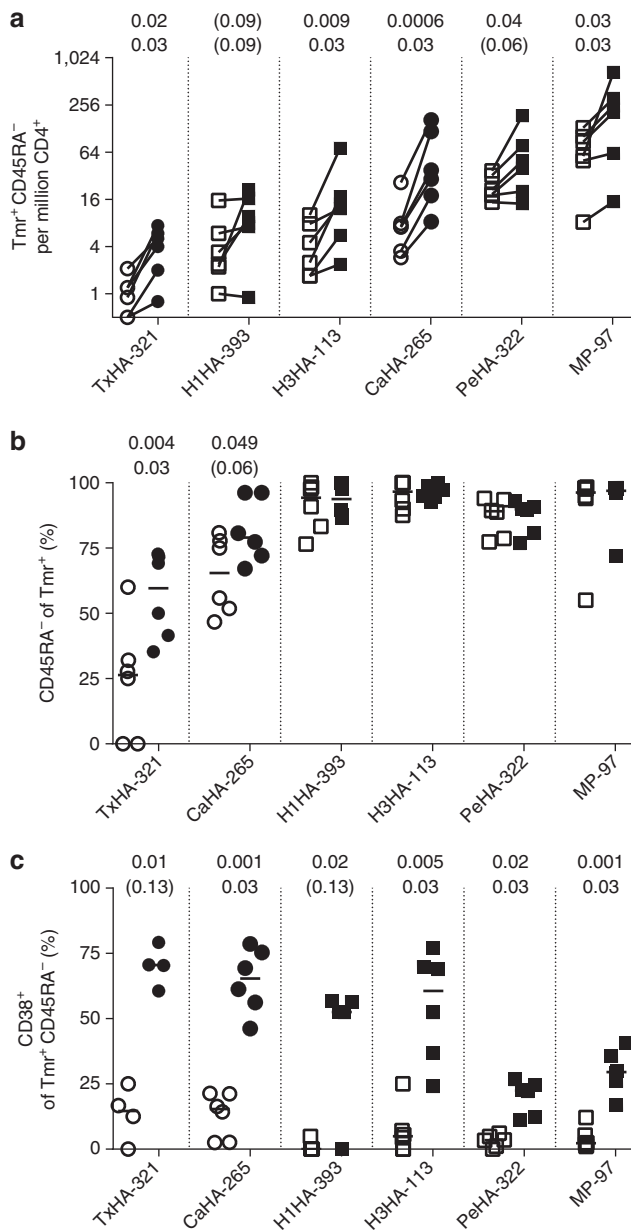 a
0.02 (0.09) 0.009 0.0006 0.04 0.03
0.03 (0.09) 0.03 0.03 (0.06) 0.03
1,024
256
64
16
4
1
Tmr⁺ CD45RA⁻
per million CD4⁺
TxHA-321 H1HA-393 H3HA-113 CaHA-265 PeHA-322 MP-97
b
0.004 0.049
0.03 (0.06)
100
75
50
25
0
CD45RA⁻ of Tmr⁺ (%)
TxHA-321 CaHA-265 H1HA-393 H3HA-113 PeHA-322 MP-97
c
0.01 0.001 0.02 0.005 0.02 0.001
(0.13) 0.03 (0.13) 0.03 0.03 0.03
100
75
50
25
0
CD38⁺
of Tmr⁺ CD45RA⁻ (%)
TxHA-321 CaHA-265 H1HA-393 H3HA-113 PeHA-322 MP-97